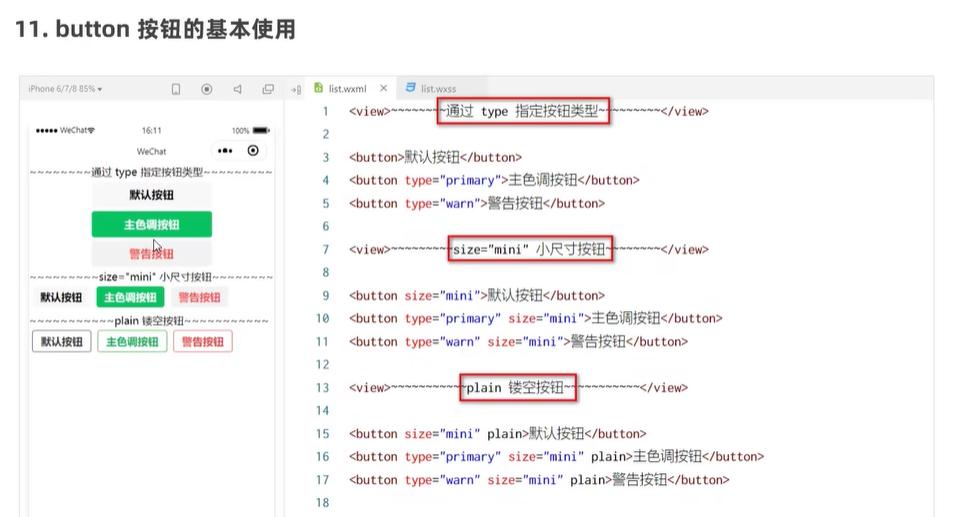 11. button 按钮的基本使用
iPhone 6/7/8 85%
list.wxml
list.wxss
WeChat
16:11
100%
WeChat
~~~~~~~~通过 type 指定按钮类型~~~~~~~~~
默认按钮
主色调按钮
警告按钮
~~~~~~~~~size="mini" 小尺寸按钮~~~~~~~~
默认按钮 主色调按钮 警告按钮
~~~~~~~~~~~plain 镂空按钮~~~~~~~~~~~
默认按钮 主色调按钮 警告按钮
1 <view>~~~~~~~~通过 type 指定按钮类型~~~~~~~~~</view>
2
3 <button>默认按钮</button>
4 <button type="primary">主色调按钮</button>
5 <button type="warn">警告按钮</button>
6
7 <view>~~~~~~~~~size="mini" 小尺寸按钮~~~~~~~~</view>
8
9 <button size="mini">默认按钮</button>
10 <button type="primary" size="mini">主色调按钮</button>
11 <button type="warn" size="mini">警告按钮</button>
12
13 <view>~~~~~~~~~~~plain 镂空按钮~~~~~~~~~~~</view>
14
15 <button size="mini" plain>默认按钮</button>
16 <button type="primary" size="mini" plain>主色调按钮</button>
17 <button type="warn" size="mini" plain>警告按钮</button>
18